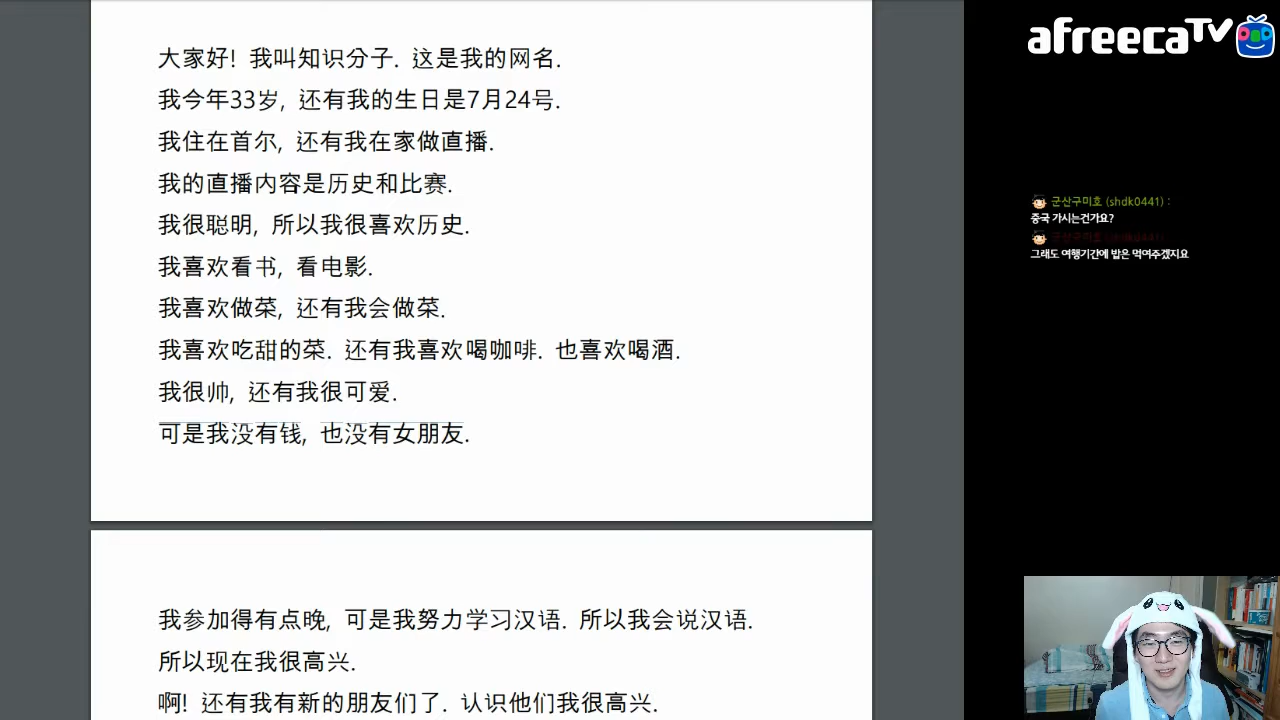 大家好! 我叫知识分子. 这是我的网名.
我今年33岁, 还有我的生日是7月24号.
我住在首尔, 还有我在家做直播.
我的直播内容是历史和比赛.
我很聪明, 所以我很喜欢历史.
我喜欢看书, 看电影.
我喜欢做菜, 还有我会做菜.
我喜欢吃甜的菜. 还有我喜欢喝咖啡. 也喜欢喝酒.
我很帅, 还有我很可爱.
可是我没有钱, 也没有女朋友.
我参加得有点晚, 可是我努力学习汉语. 所以我会说汉语.
所以现在我很高兴.
啊! 还有我有新的朋友们了. 认识他们我很高兴.
afreecaTV
군산구미호 (shdk0441) :
중국 가시는건가요?
군산구미호 (shdk0441)
그래도 여행기간에 밥은 먹여주겠지요